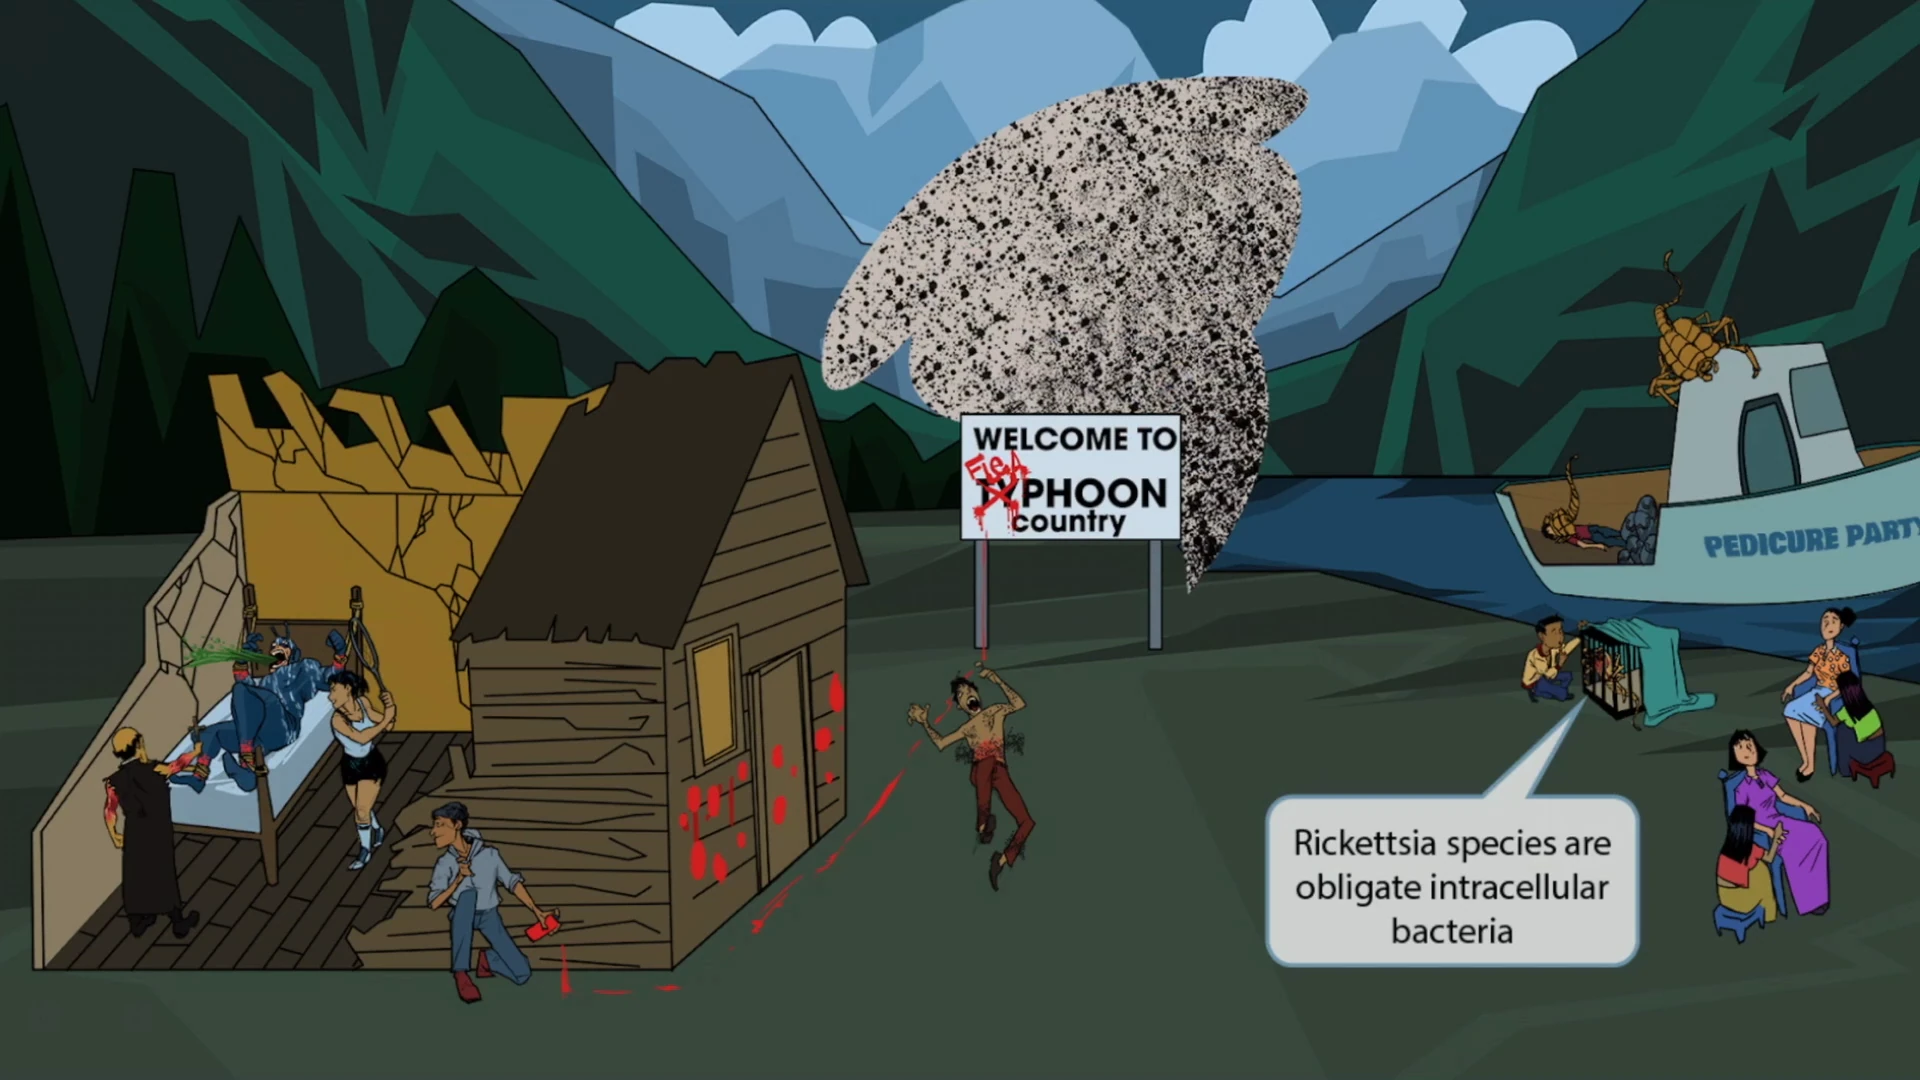 WELCOME TO
FleA
TYPHOON
country
PEDICURE PARTY
Rickettsia species are
obligate intracellular
bacteria